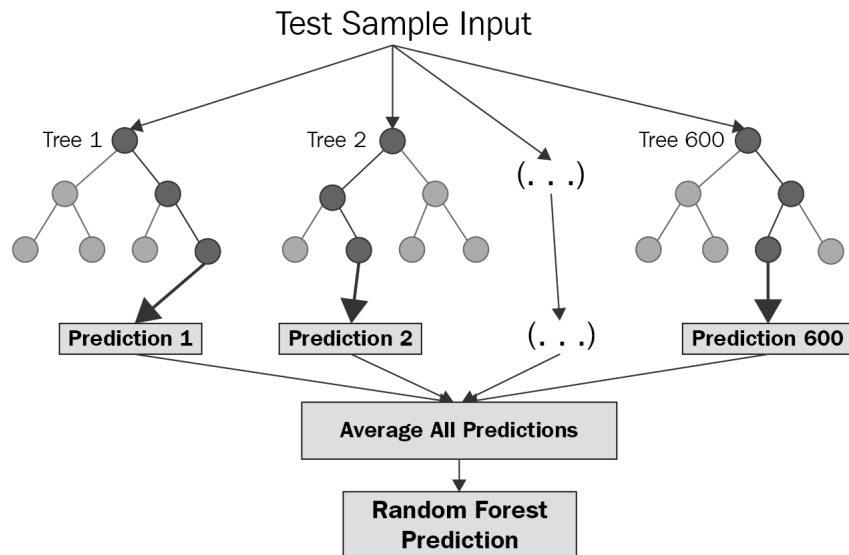 Test Sample Input
Tree 1
Tree 2
(. . .)
Tree 600
Prediction 1
Prediction 2
(. . .)
Prediction 600
Average All Predictions
Random Forest
Prediction